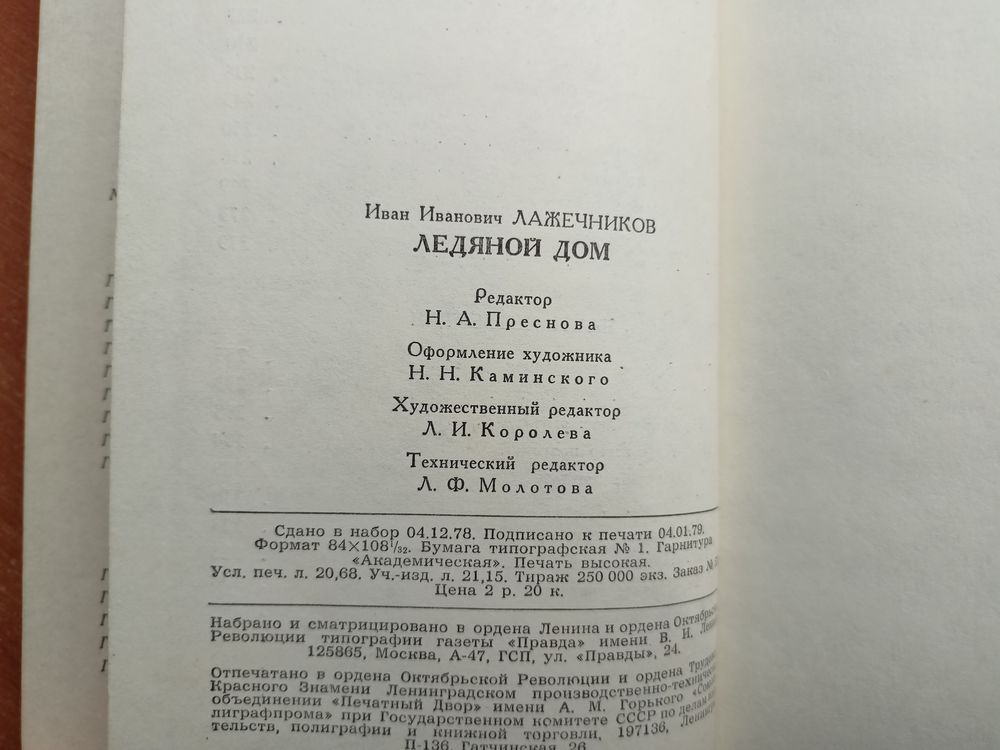 Иван Иванович ЛАЖЕЧНИКОВ
ЛЕДЯНОЙ ДОМ
Редактор
Н. А. Преснова
Оформление художника
Н. Н. Каминского
Художественный редактор
Л. И. Королева
Технический редактор
Л. Ф. Молотова
Сдано в набор 04.12.78. Подписано к печати 04.01.79.
Формат 84×108¹/₃₂. Бумага типографская № 1. Гарнитура
«Академическая». Печать высокая.
Усл. печ. л. 20,68. Уч.-изд. л. 21,15. Тираж 250 000 экз. Заказ №
Цена 2 р. 20 к.
Набрано и сматрицировано в ордена Ленина и ордена
Революции типографии газеты «Правда» имени В. И.
125865, Москва, А-47, ГСП, ул. «Правды», 24.
Отпечатано в ордена Октябрьской Революции и ордена
Красного Знамени Ленинградском
объединении «Печатный Двор» имени А. М. Горького
лиграфпрома» при Государственном комитете СССР по делам
тельств, полиграфии и книжной торговли, 197136,
П-136, Гатчинская, 26